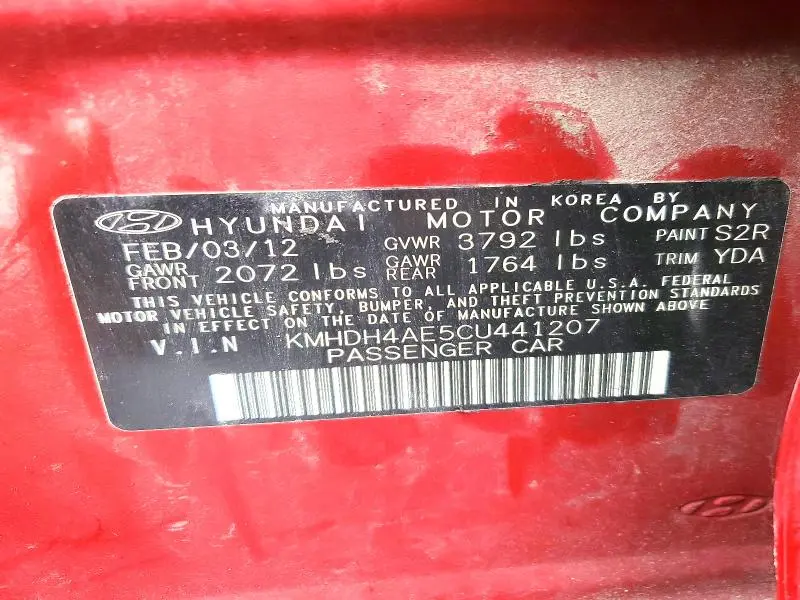 MANUFACTURED IN KOREA BY
HYUNDAI MOTOR COMPANY
FEB/03/12 GVWR 3792 lbs PAINT S2R
GAWR FRONT 2072 lbs GAWR REAR 1764 lbs TRIM YDA
THIS VEHICLE CONFORMS TO ALL APPLICABLE U.S.A. FEDERAL
MOTOR VEHICLE SAFETY, BUMPER, AND THEFT PREVENTION STANDARDS
IN EFFECT ON THE DATE OF MANUFACTURE SHOWN ABOVE
V.I.N KMHDH4AE5CU441207
PASSENGER CAR